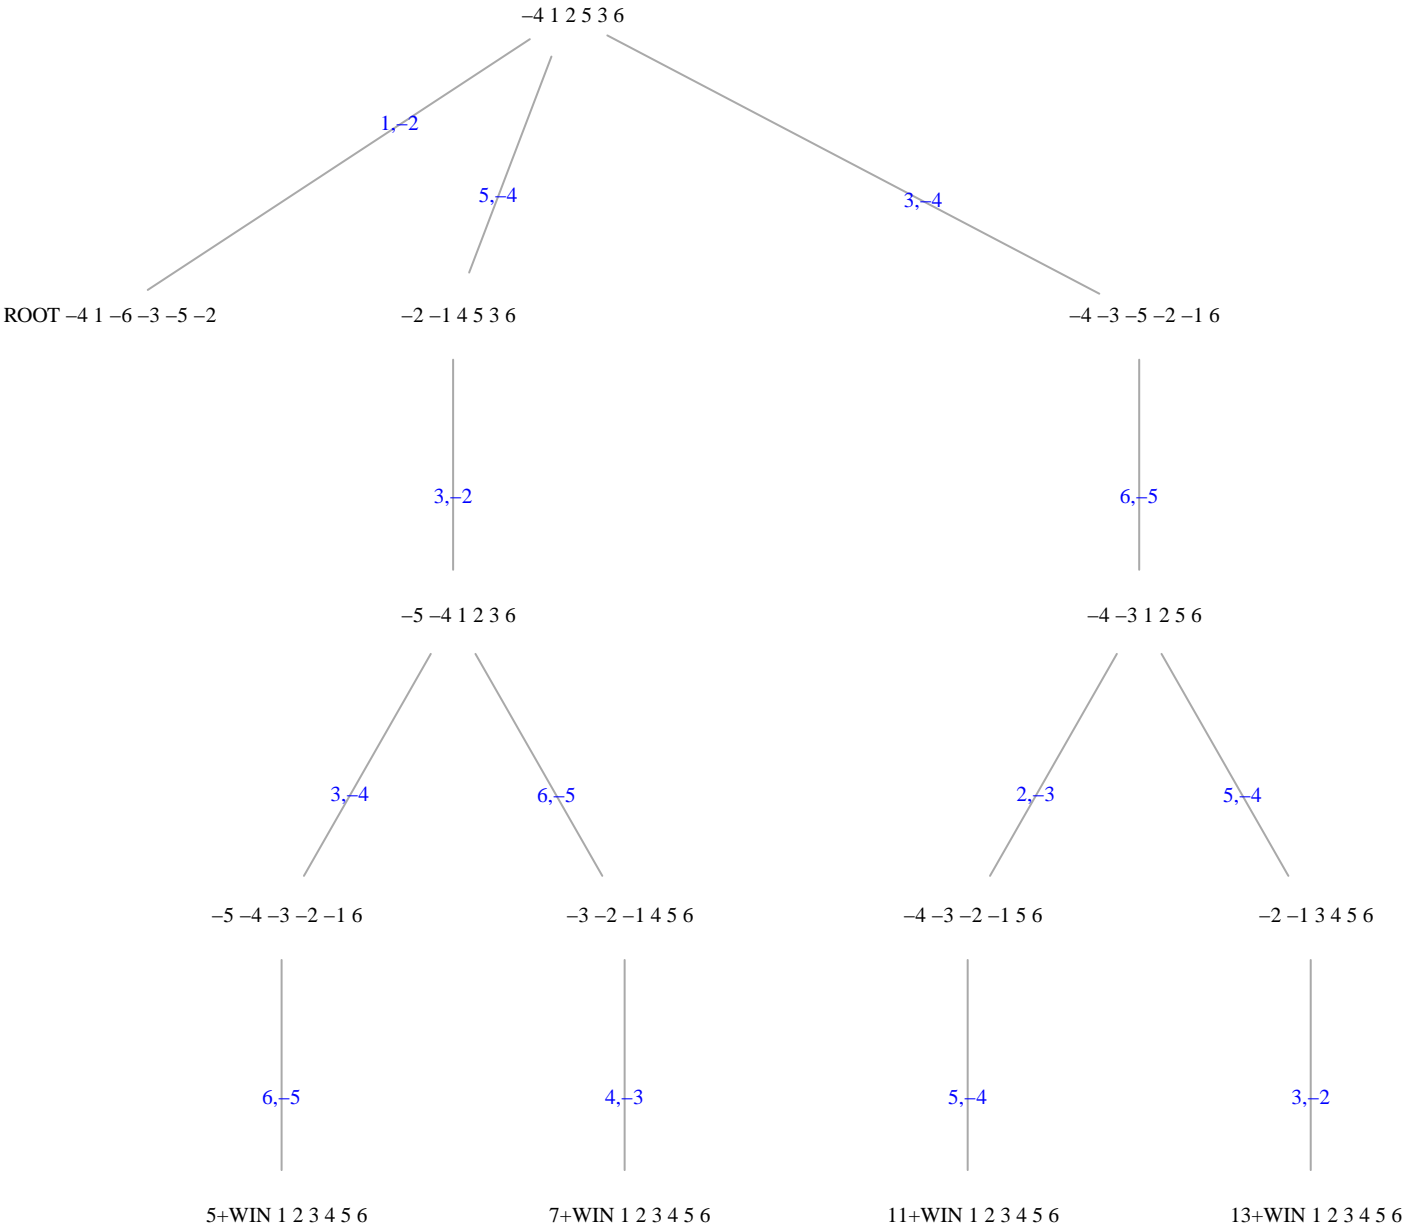 –4 1 2 5 3 6
1,–2
5,–4
3,–4
ROOT –4 1 –6 –3 –5 –2
–2 –1 4 5 3 6
–4 –3 –5 –2 –1 6
3,–2
6,–5
–5 –4 1 2 3 6
–4 –3 1 2 5 6
3,–4
6,–5
2,–3
5,–4
–5 –4 –3 –2 –1 6
–3 –2 –1 4 5 6
–4 –3 –2 –1 5 6
–2 –1 3 4 5 6
6,–5
4,–3
5,–4
3,–2
5+WIN 1 2 3 4 5 6
7+WIN 1 2 3 4 5 6
11+WIN 1 2 3 4 5 6
13+WIN 1 2 3 4 5 6